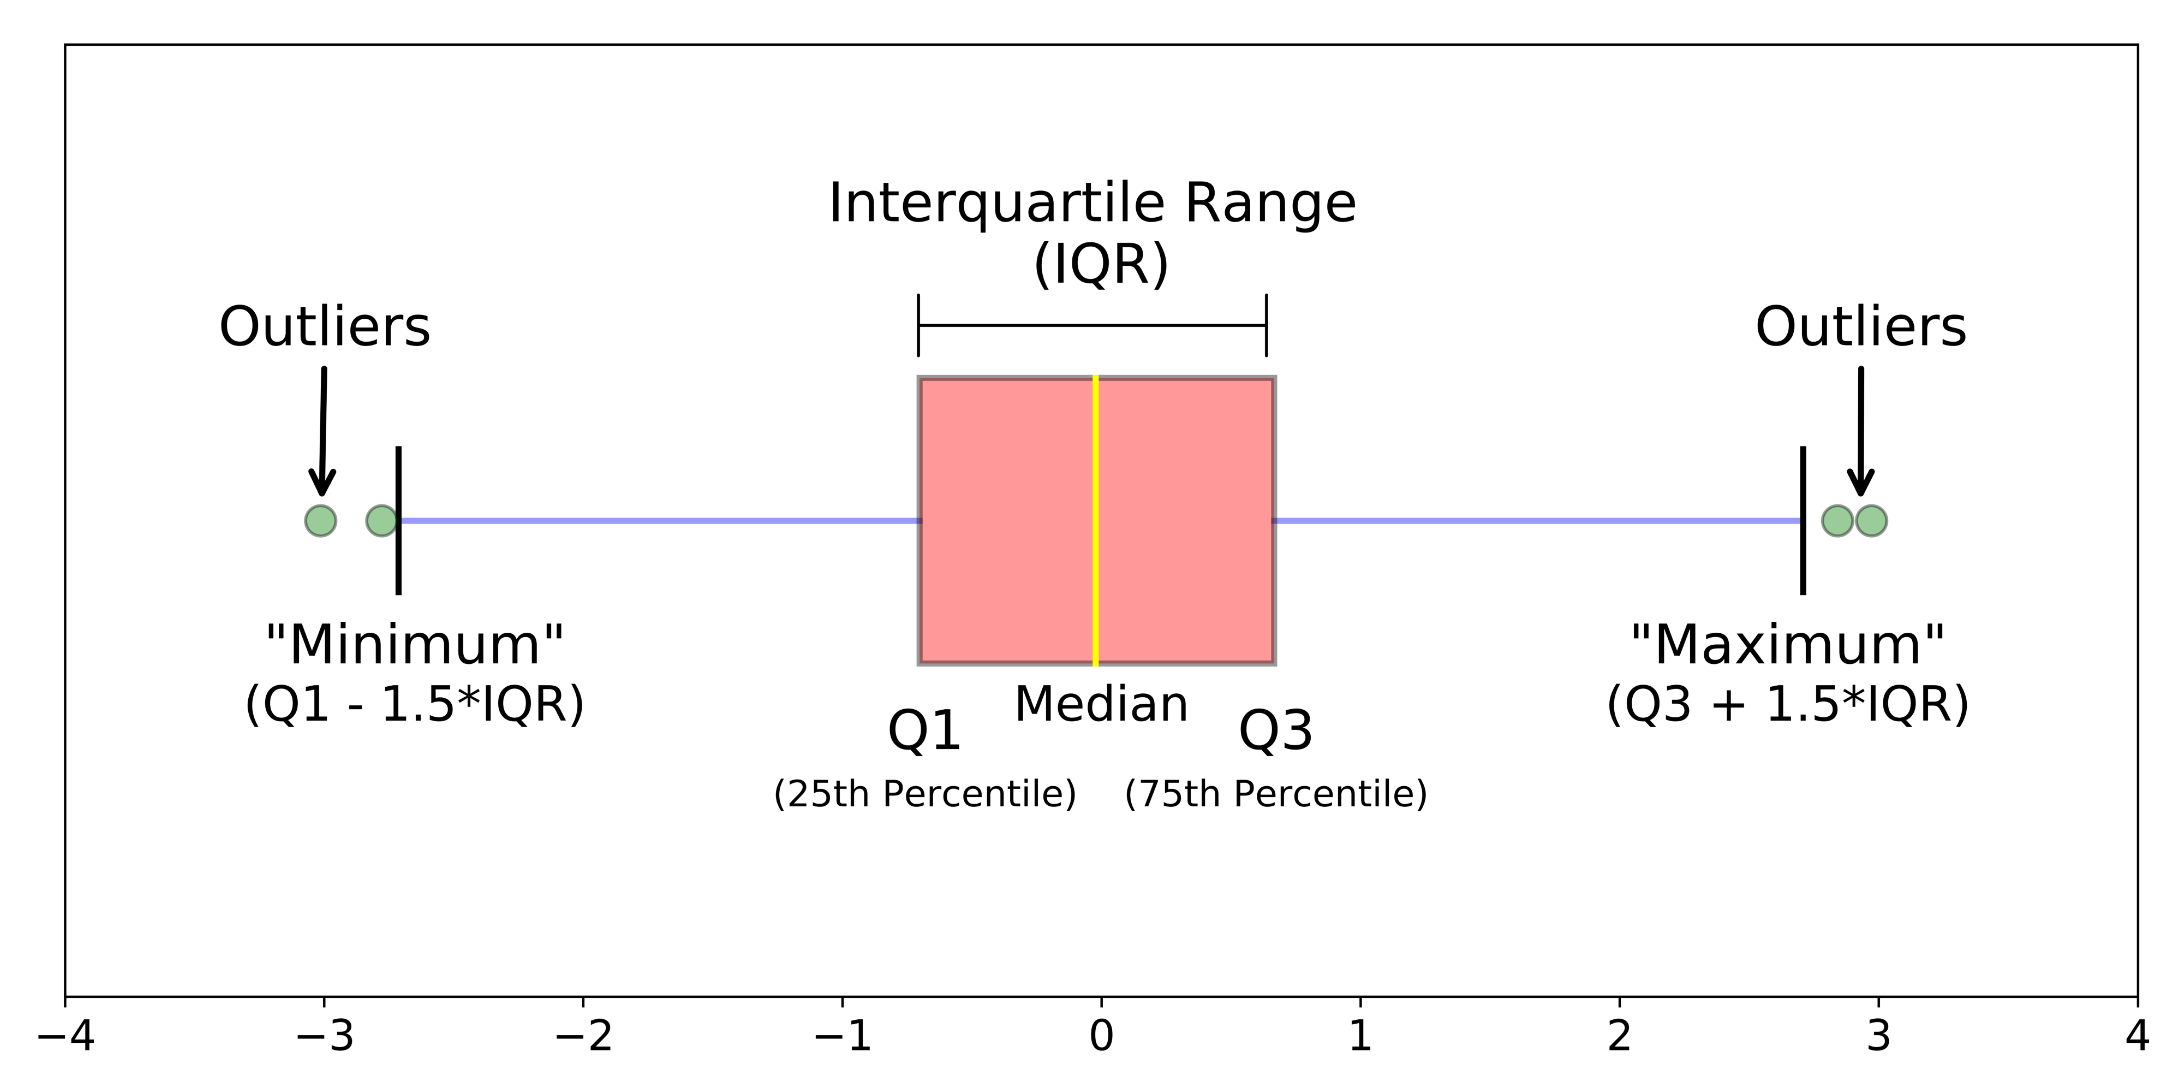 Interquartile Range
(IQR)
Outliers
Outliers
"Minimum"
(Q1 - 1.5*IQR)
"Maximum"
(Q3 + 1.5*IQR)
Median
Q1
Q3
(25th Percentile)
(75th Percentile)
−4 −3 −2 −1 0 1 2 3 4